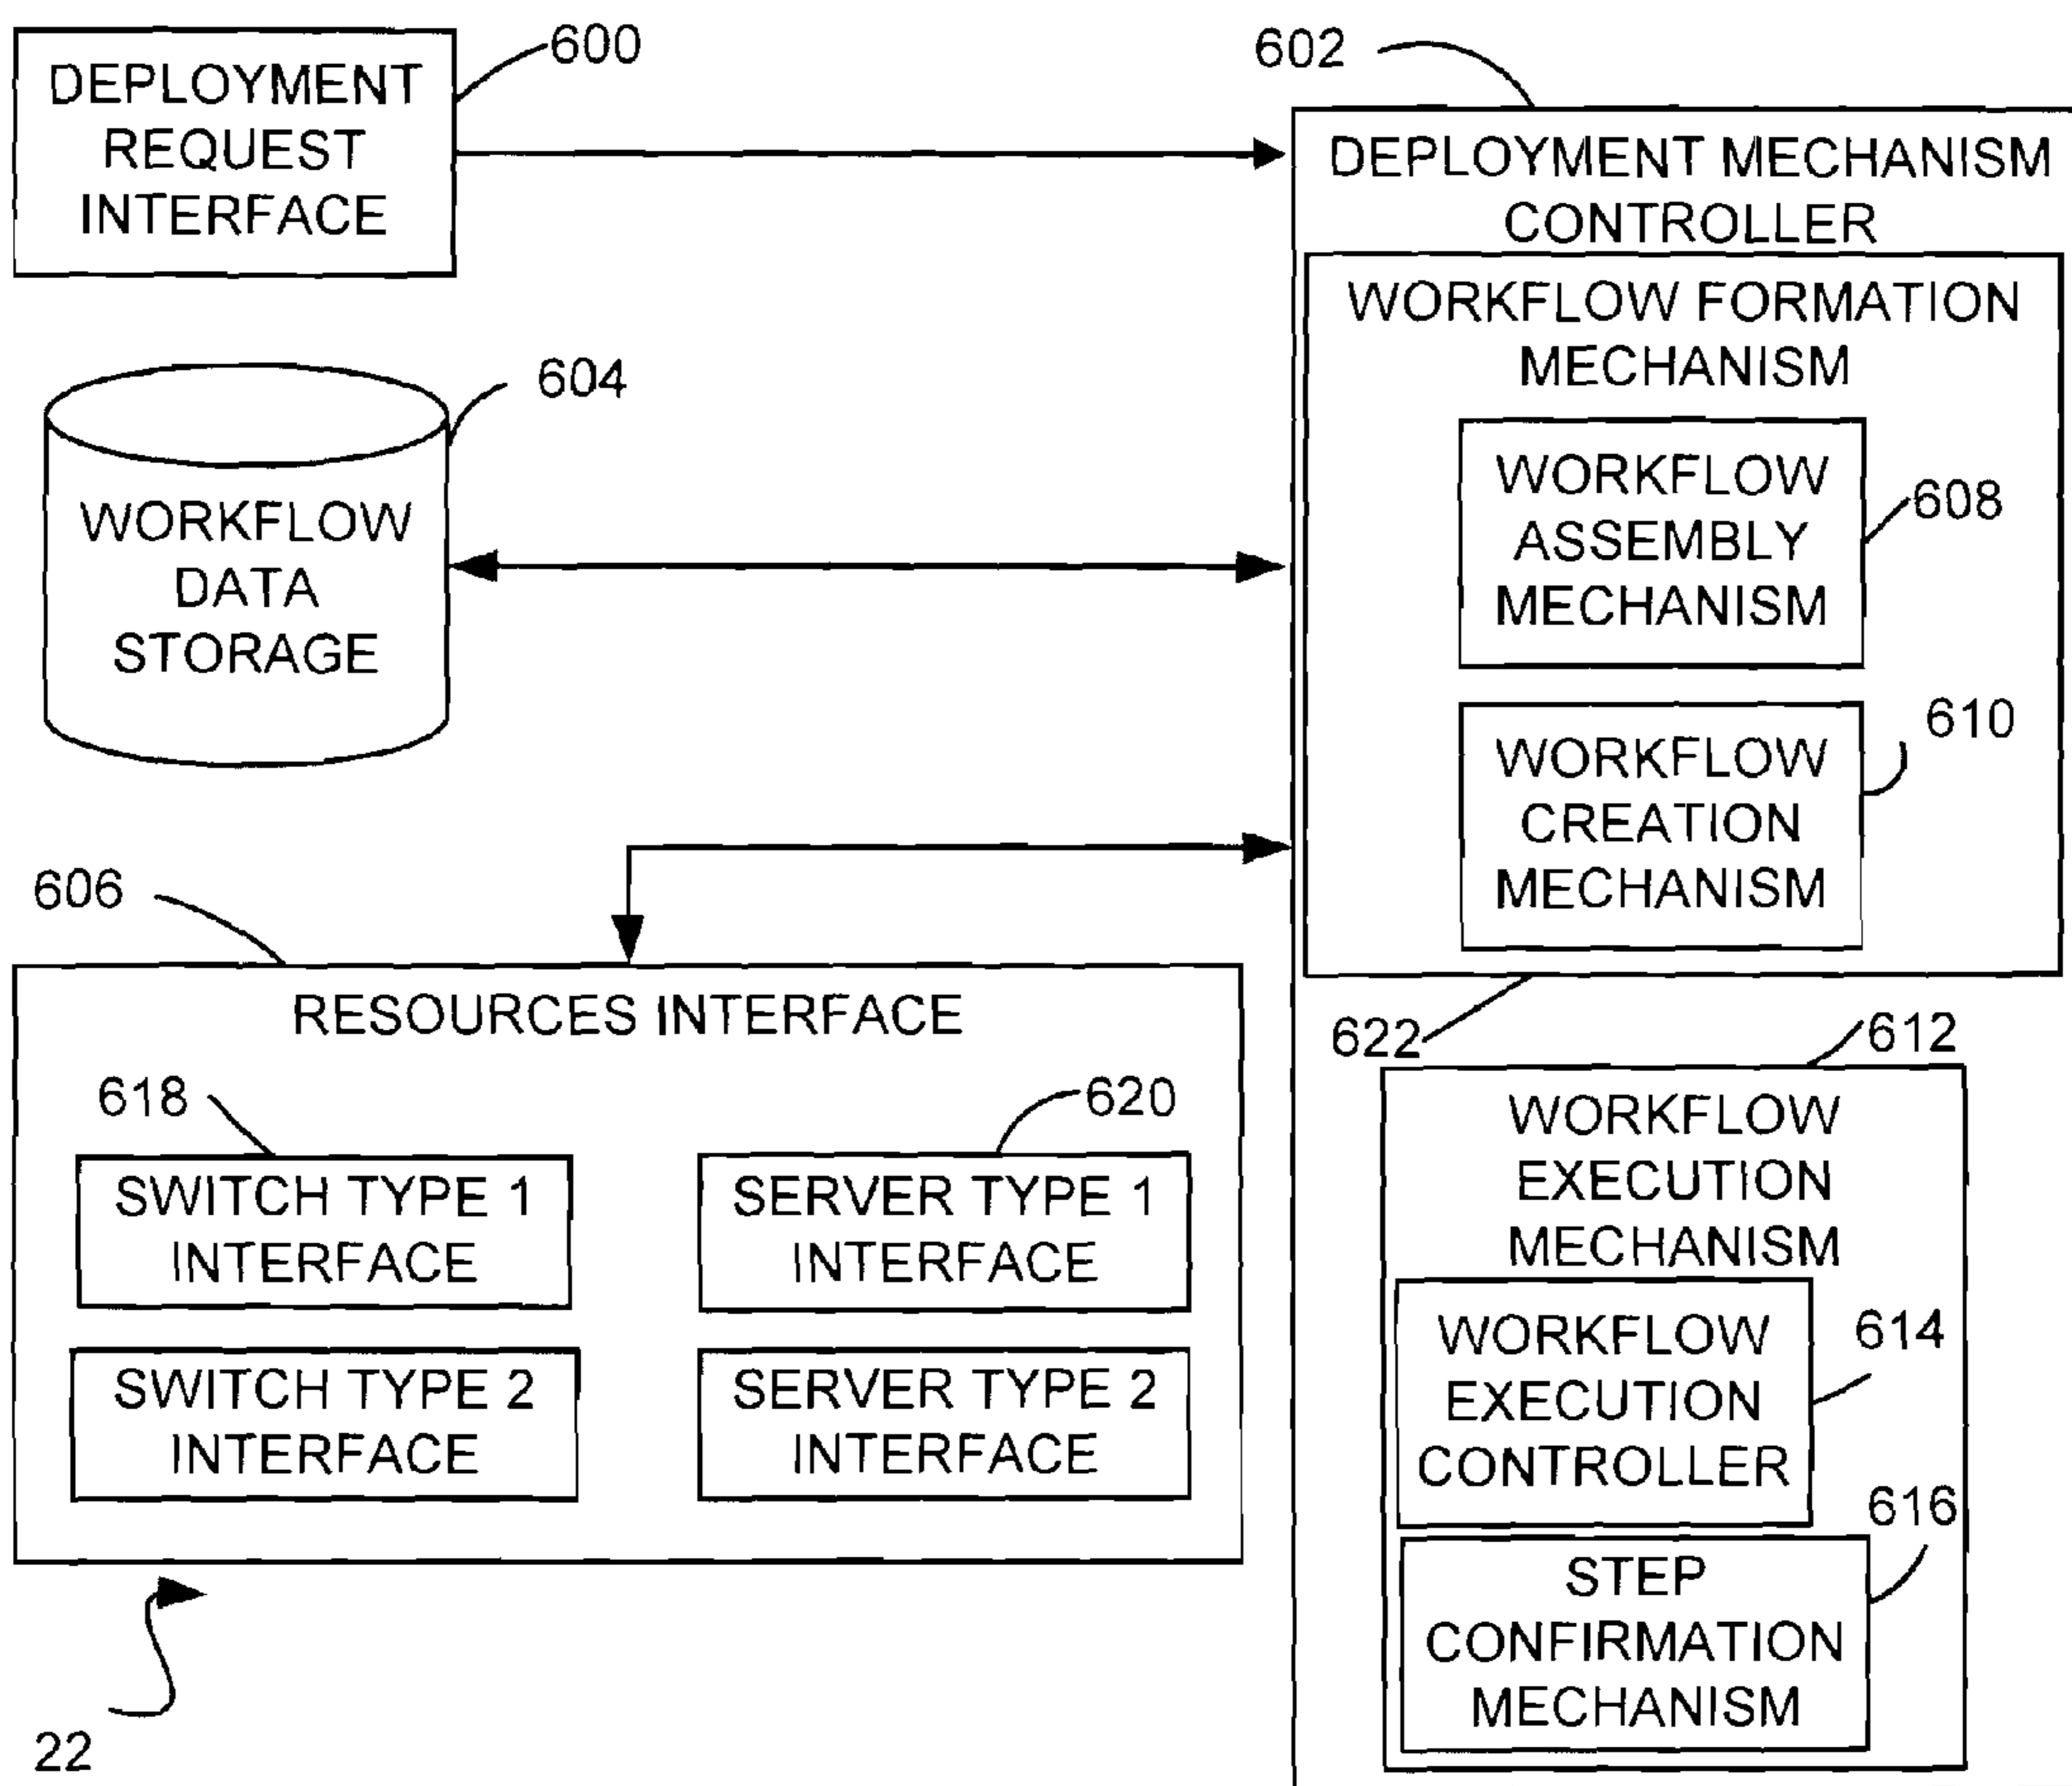 DEPLOYMENT
REQUEST
INTERFACE
600
602
DEPLOYMENT MECHANISM
CONTROLLER
WORKFLOW FORMATION
MECHANISM
WORKFLOW
ASSEMBLY
MECHANISM
608
WORKFLOW
CREATION
MECHANISM
610
622
604
WORKFLOW
DATA
STORAGE
606
RESOURCES INTERFACE
618
SWITCH TYPE 1
INTERFACE
620
SERVER TYPE 1
INTERFACE
SWITCH TYPE 2
INTERFACE
SERVER TYPE 2
INTERFACE
612
WORKFLOW
EXECUTION
MECHANISM
WORKFLOW
EXECUTION
CONTROLLER
614
STEP
CONFIRMATION
MECHANISM
616
22